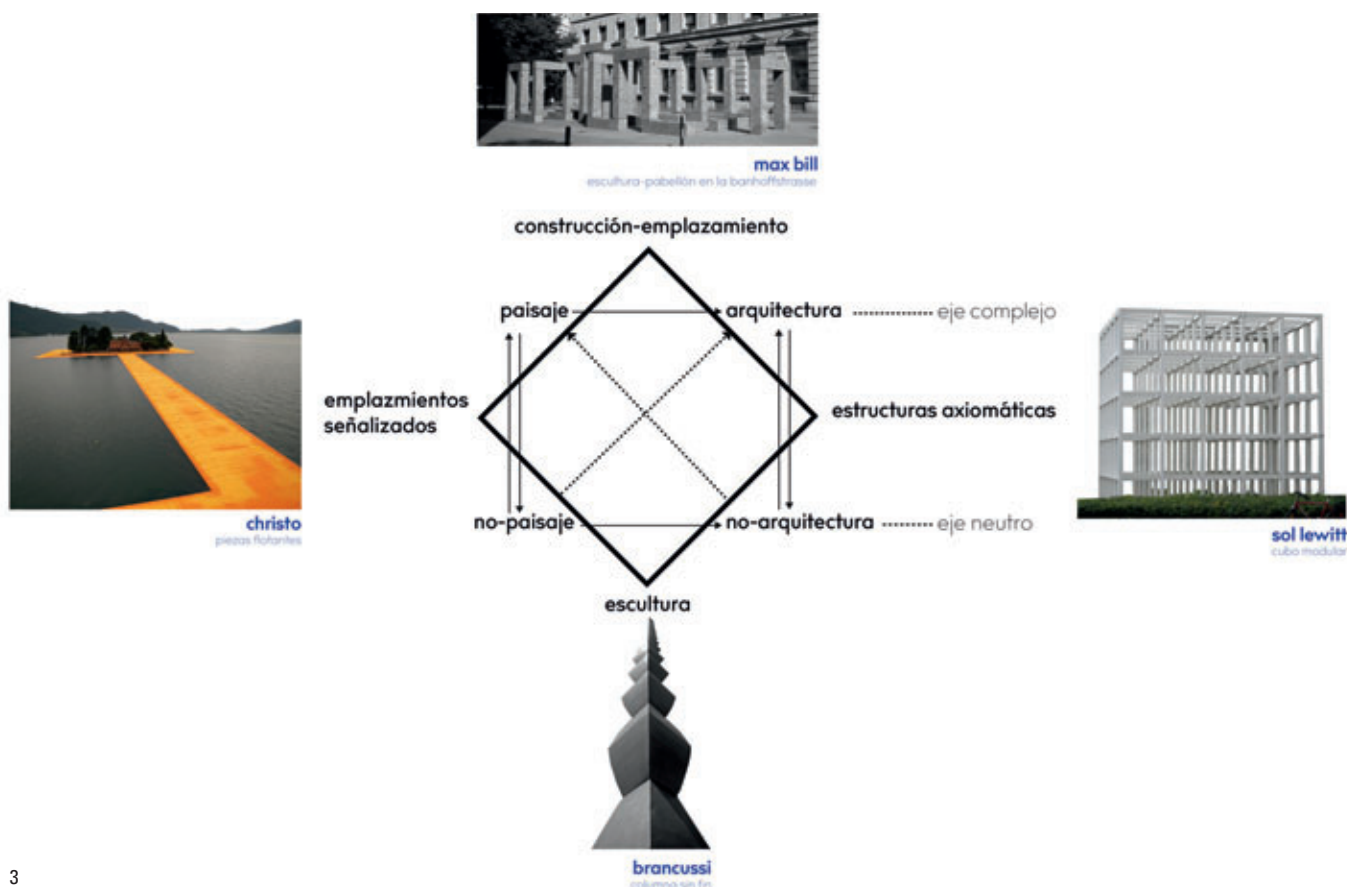 max bill
escultura-pabellón en la banhoffstrasse
construcción-emplazamiento
paisaje
arquitectura
eje complejo
emplazmientos
señalizados
estructuras axiomáticas
christo
piezas flotantes
no-paisaje
no-arquitectura
eje neutro
sol lewitt
cubo modular
escultura
brancussi
columna sin fin
3